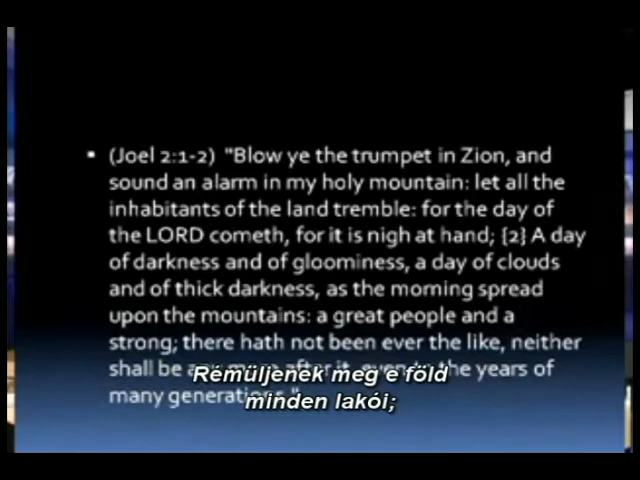 ▪ (Joel 2:1-2) "Blow ye the trumpet in Zion, and
sound an alarm in my holy mountain: let all the
inhabitants of the land tremble: for the day of
the LORD cometh, for it is nigh at hand; {2} A day
of darkness and of gloominess, a day of clouds
and of thick darkness, as the morning spread
upon the mountains: a great people and a
strong; there hath not been ever the like, neither
shall be the years of
many
Rémüljenek meg e föld
minden lakói;